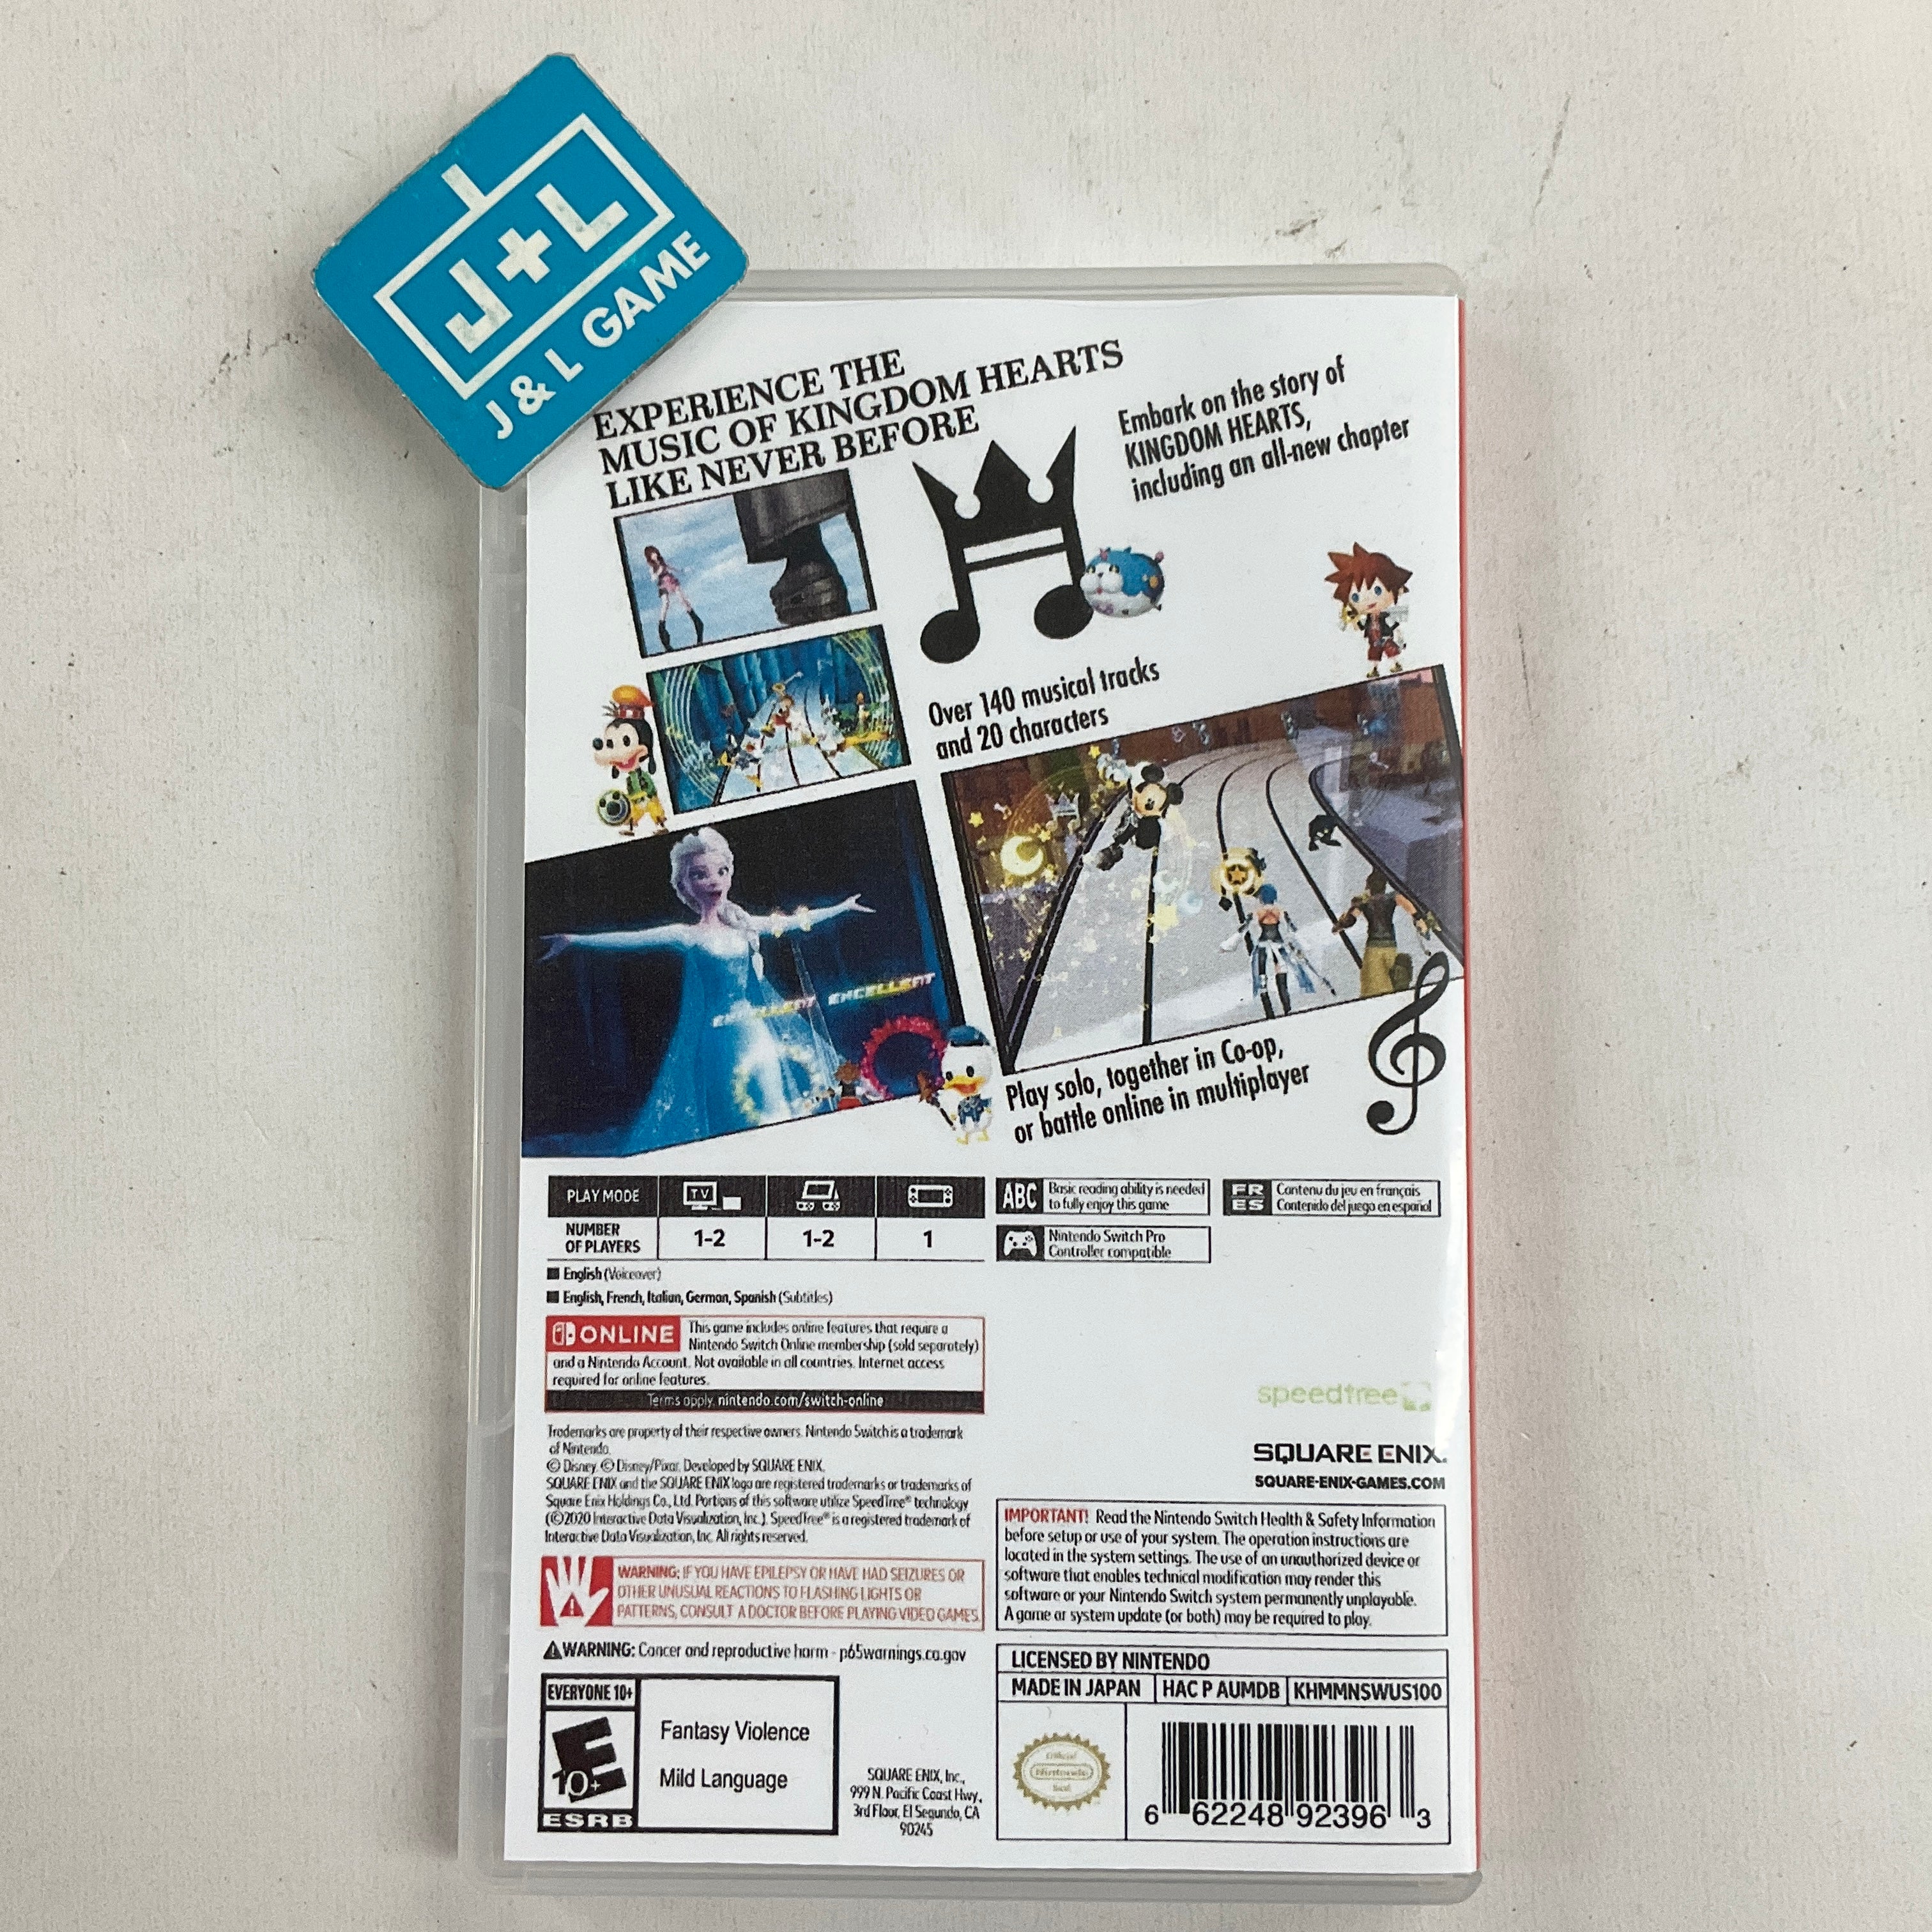 J+L
J & L GAME
EXPERIENCE THE
MUSIC OF KINGDOM HEARTS
LIKE NEVER BEFORE
Embark on the story of
KINGDOM HEARTS,
including an all-new chapter
Over 140 musical tracks
and 20 characters
EXCELLENT EXCELLENT
Play solo, together in Co-op,
or battle online in multiplayer
PLAY MODE
TV
NUMBER
OF PLAYERS
1-2
1-2
1
ABC
Basic reading ability is needed
to fully enjoy this game
FR
ES
Contenu du jeu en français
Contenido del juego en español
Nintendo Switch Pro
Controller compatible
English (Voiceover)
English, French, Italian, German, Spanish (Subtitles)
ONLINE
This game includes online features that require a
Nintendo Switch Online membership (sold separately)
and a Nintendo Account. Not available in all countries. Internet access
required for online features.
Terms apply. nintendo.com/switch-online
Trademarks are property of their respective owners. Nintendo Switch is a trademark
of Nintendo.
© Disney. © Disney/Pixar. Developed by SQUARE ENIX.
SQUARE ENIX and the SQUARE ENIX logo are registered trademarks or trademarks of
Square Enix Holdings Co., Ltd. Portions of this software utilize SpeedTree® technology
(©2020 Interactive Data Visualization, Inc.). SpeedTree® is a registered trademark of
Interactive Data Visualization, Inc. All rights reserved.
speedtree
SQUARE ENIX.
SQUARE-ENIX-GAMES.COM
WARNING: IF YOU HAVE EPILEPSY OR HAVE HAD SEIZURES OR
OTHER UNUSUAL REACTIONS TO FLASHING LIGHTS OR
PATTERNS, CONSULT A DOCTOR BEFORE PLAYING VIDEO GAMES.
IMPORTANT! Read the Nintendo Switch Health & Safety Information
before setup or use of your system. The operation instructions are
located in the system settings. The use of an unauthorized device or
software that enables technical modification may render this
software or your Nintendo Switch system permanently unplayable.
A game or system update (or both) may be required to play.
WARNING: Cancer and reproductive harm - p65warnings.ca.gov
EVERYONE 10+
E
10+
ESRB
Fantasy Violence
Mild Language
SQUARE ENIX, Inc.,
999 N. Pacific Coast Hwy.,
3rd Floor, El Segundo, CA
90245
LICENSED BY NINTENDO
MADE IN JAPAN
HAC P AUMDB
KHMMNSWUS100
Official
Nintendo
Seal
6 62248 92396 3